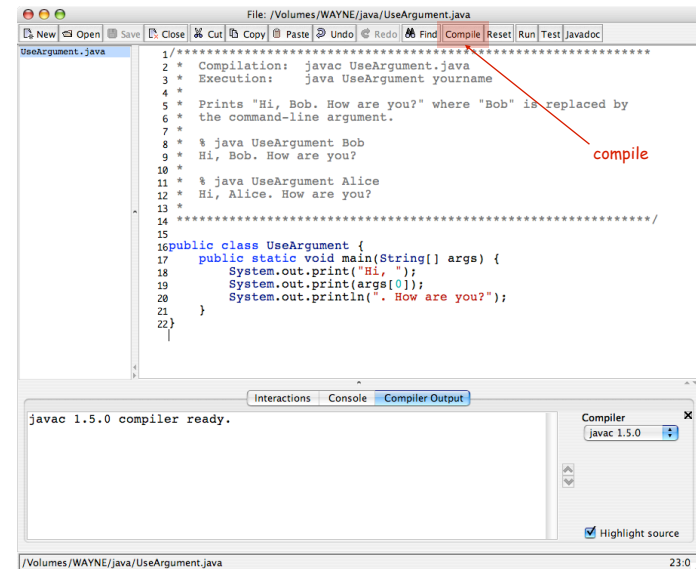 File: /Volumes/WAYNE/java/UseArgument.java
New Open Save Close Cut Copy Paste Undo Redo Find Compile Reset Run Test Javadoc
UseArgument.java
1/***************************************************************
2 *  Compilation:  javac UseArgument.java
3 *  Execution:    java UseArgument yourname
4 *
5 *  Prints "Hi, Bob. How are you?" where "Bob" is replaced by
6 *  the command-line argument.
7 *
8 *  % java UseArgument Bob
9 *  Hi, Bob. How are you?
10 *
11 *  % java UseArgument Alice
12 *  Hi, Alice. How are you?
13 *
14 ***************************************************************/
15
16public class UseArgument {
17    public static void main(String[] args) {
18        System.out.print("Hi, ");
19        System.out.print(args[0]);
20        System.out.println(". How are you?");
21    }
22}
compile
Interactions Console Compiler Output
javac 1.5.0 compiler ready.
Compiler
javac 1.5.0
Highlight source
/Volumes/WAYNE/java/UseArgument.java 23:0